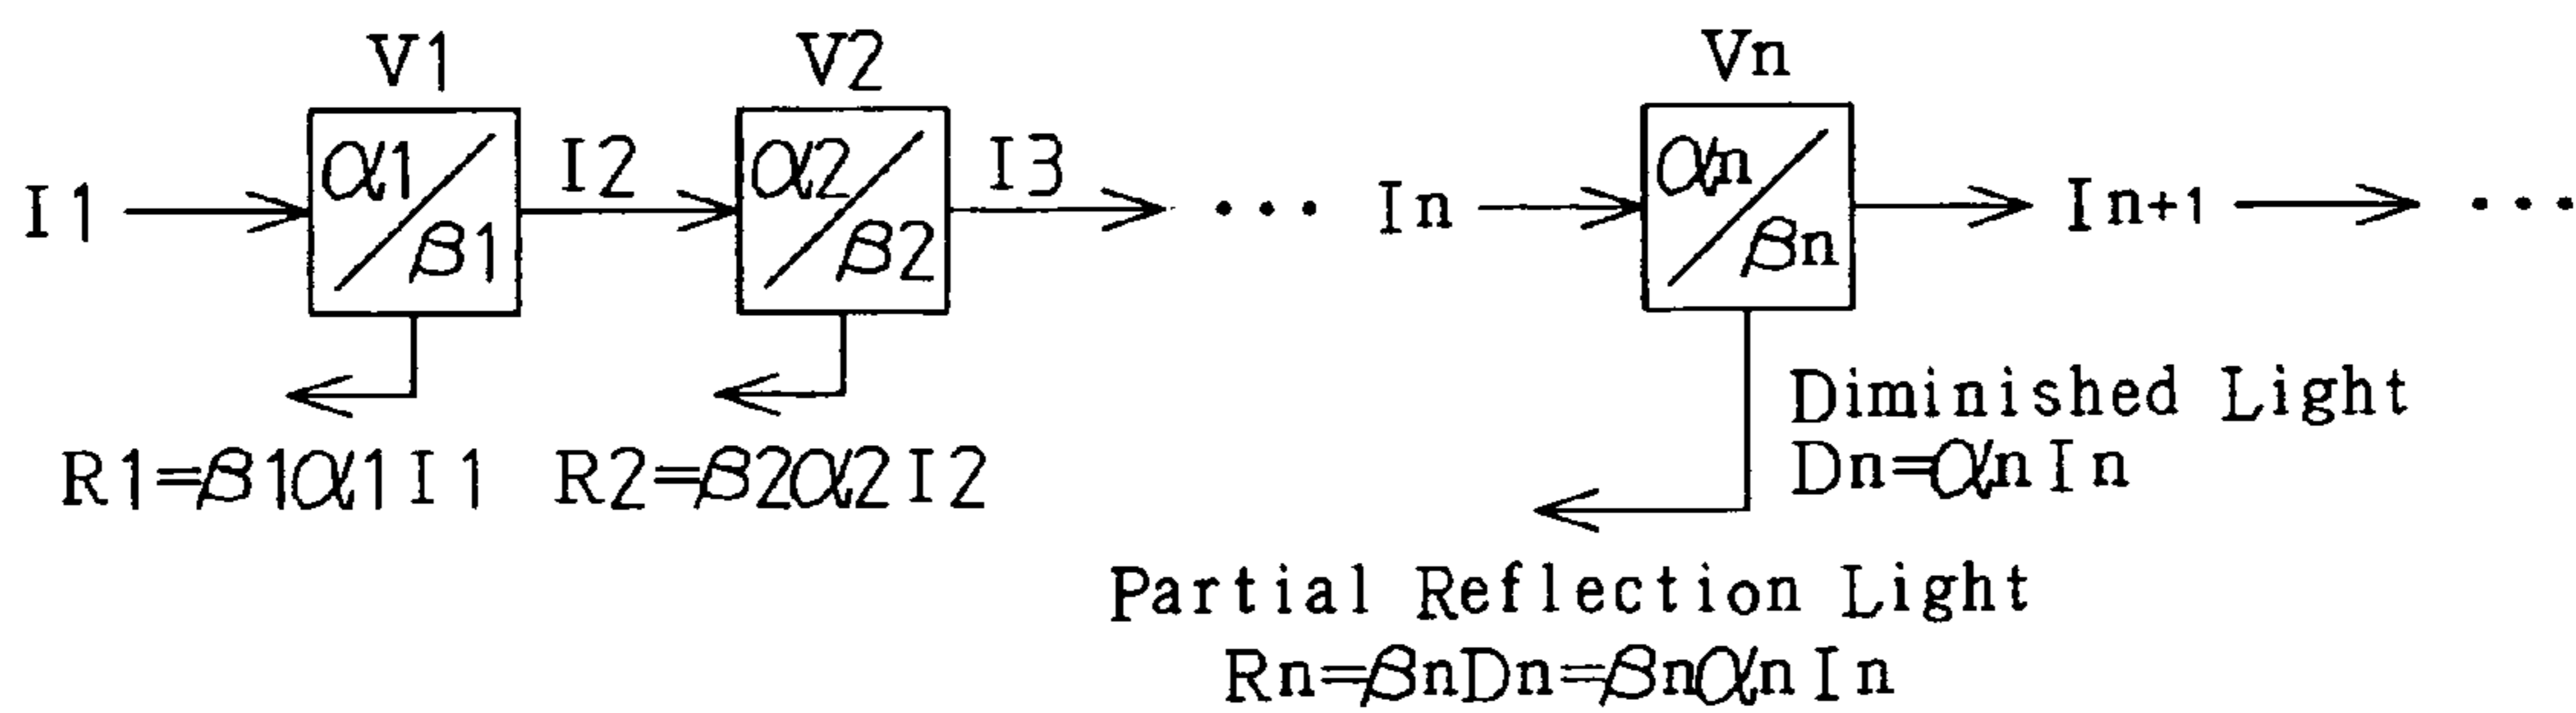 V1 V2 Vn
I1 α1/β1 I2 α2/β2 I3 ••• In αn/βn In+1 •••
Diminished Light
R1=β1α1I1 R2=β2α2I2 Dn=αnIn
Partial Reflection Light
Rn=βnDn=βnαnIn